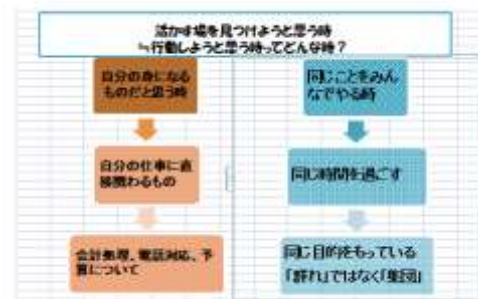 活かす場を見つけようと思う時
≒行動しようと思う時ってどんな時？
自分の身になる
ものだと思う時
自分の仕事に直
接関わるもの
会計処理、電話対応、予
算について
同じことをみん
なでやる時
同じ時間を過ごす
同じ目的をもっている
「群れ」ではなく「集団」